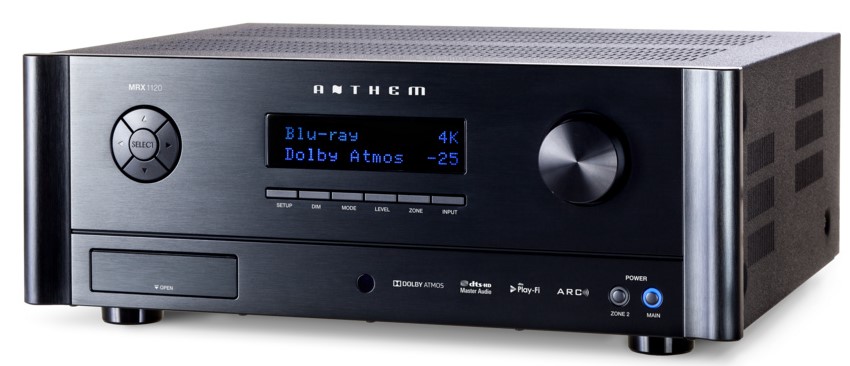 MRX 1120
ANTHEM
SELECT
Blu-ray 4K
Dolby Atmos -25
SETUP DIM MODE LEVEL ZONE INPUT
OPEN
DOLBY ATMOS
dts-HD
Master Audio
dts
Play-Fi
ARC
POWER
ZONE 2 MAIN